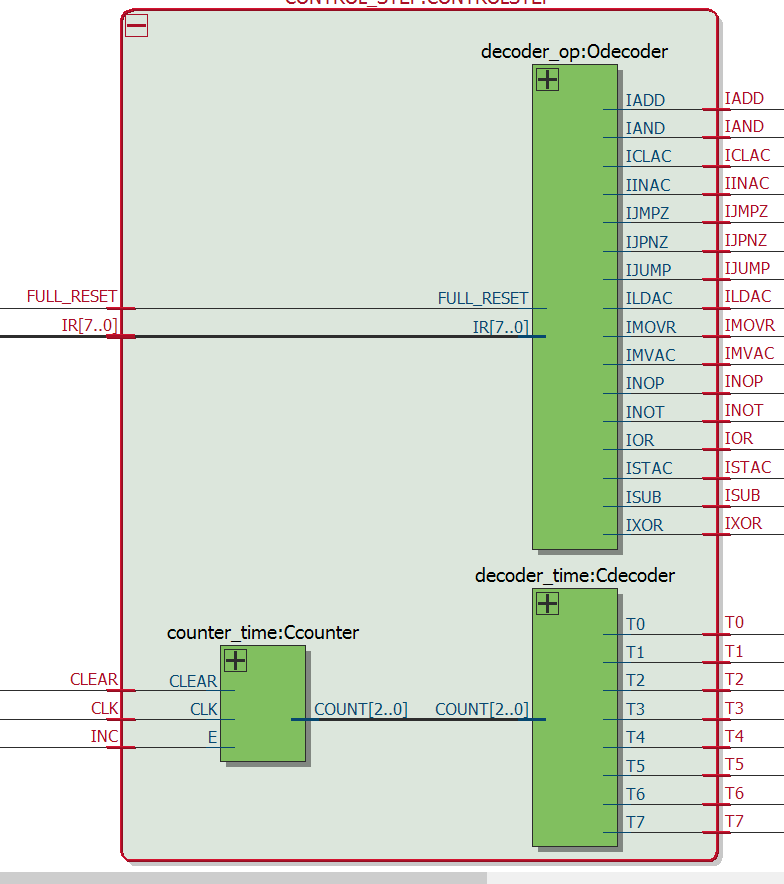 CONTROL_STEP:CONTROLSTEP
decoder_op:Odecoder
IADD IADD
IAND IAND
ICLAC ICLAC
IINAC IINAC
IJMPZ IJMPZ
IJPNZ IJPNZ
IJUMP IJUMP
FULL_RESET FULL_RESET ILDAC ILDAC
IR[7..0] IR[7..0] IMOVR IMOVR
IMVAC IMVAC
INOP INOP
INOT INOT
IOR IOR
ISTAC ISTAC
ISUB ISUB
IXOR IXOR
decoder_time:Cdecoder
counter_time:Ccounter
T0 T0
T1 T1
CLEAR CLEAR T2 T2
CLK CLK COUNT[2..0] COUNT[2..0] T3 T3
INC E T4 T4
T5 T5
T6 T6
T7 T7